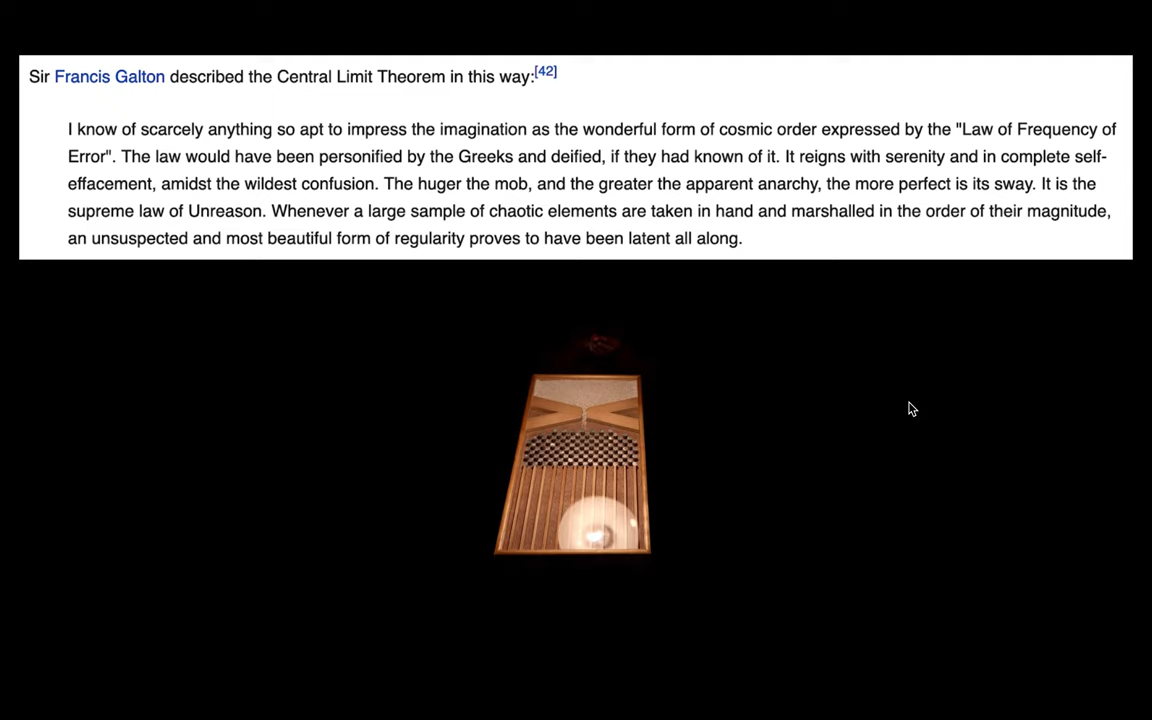 Sir Francis Galton described the Central Limit Theorem in this way:[42]
I know of scarcely anything so apt to impress the imagination as the wonderful form of cosmic order expressed by the "Law of Frequency of
Error". The law would have been personified by the Greeks and deified, if they had known of it. It reigns with serenity and in complete self-
effacement, amidst the wildest confusion. The huger the mob, and the greater the apparent anarchy, the more perfect is its sway. It is the
supreme law of Unreason. Whenever a large sample of chaotic elements are taken in hand and marshalled in the order of their magnitude,
an unsuspected and most beautiful form of regularity proves to have been latent all along.